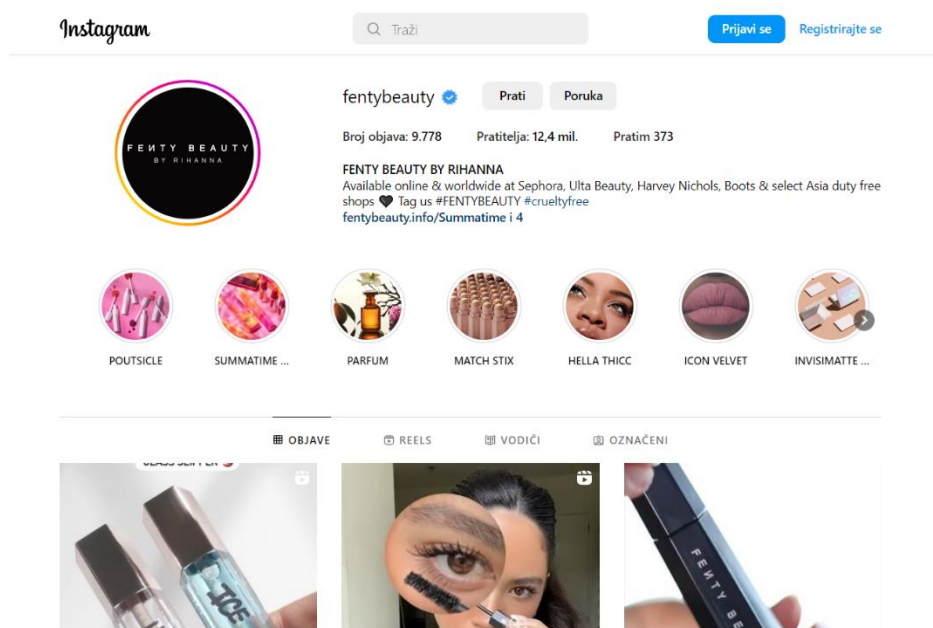 Instagram
Traži
Prijavi se
Registrirajte se
FENTY BEAUTY
BY RIHANNA
fentybeauty
Prati
Poruka
Broj objava: 9.778
Pratitelja: 12,4 mil.
Pratim 373
FENTY BEAUTY BY RIHANNA
Available online & worldwide at Sephora, Ulta Beauty, Harvey Nichols, Boots & select Asia duty free
shops 🖤 Tag us #FENTYBEAUTY #crueltyfree
fentybeauty.info/Summatime i 4
POUTSICLE
SUMMATIME ...
PARFUM
MATCH STIX
HELLA THICC
ICON VELVET
INVISIMATTE ...
OBJAVE
REELS
VODIČI
OZNAČENI
ICE
FENTY BE